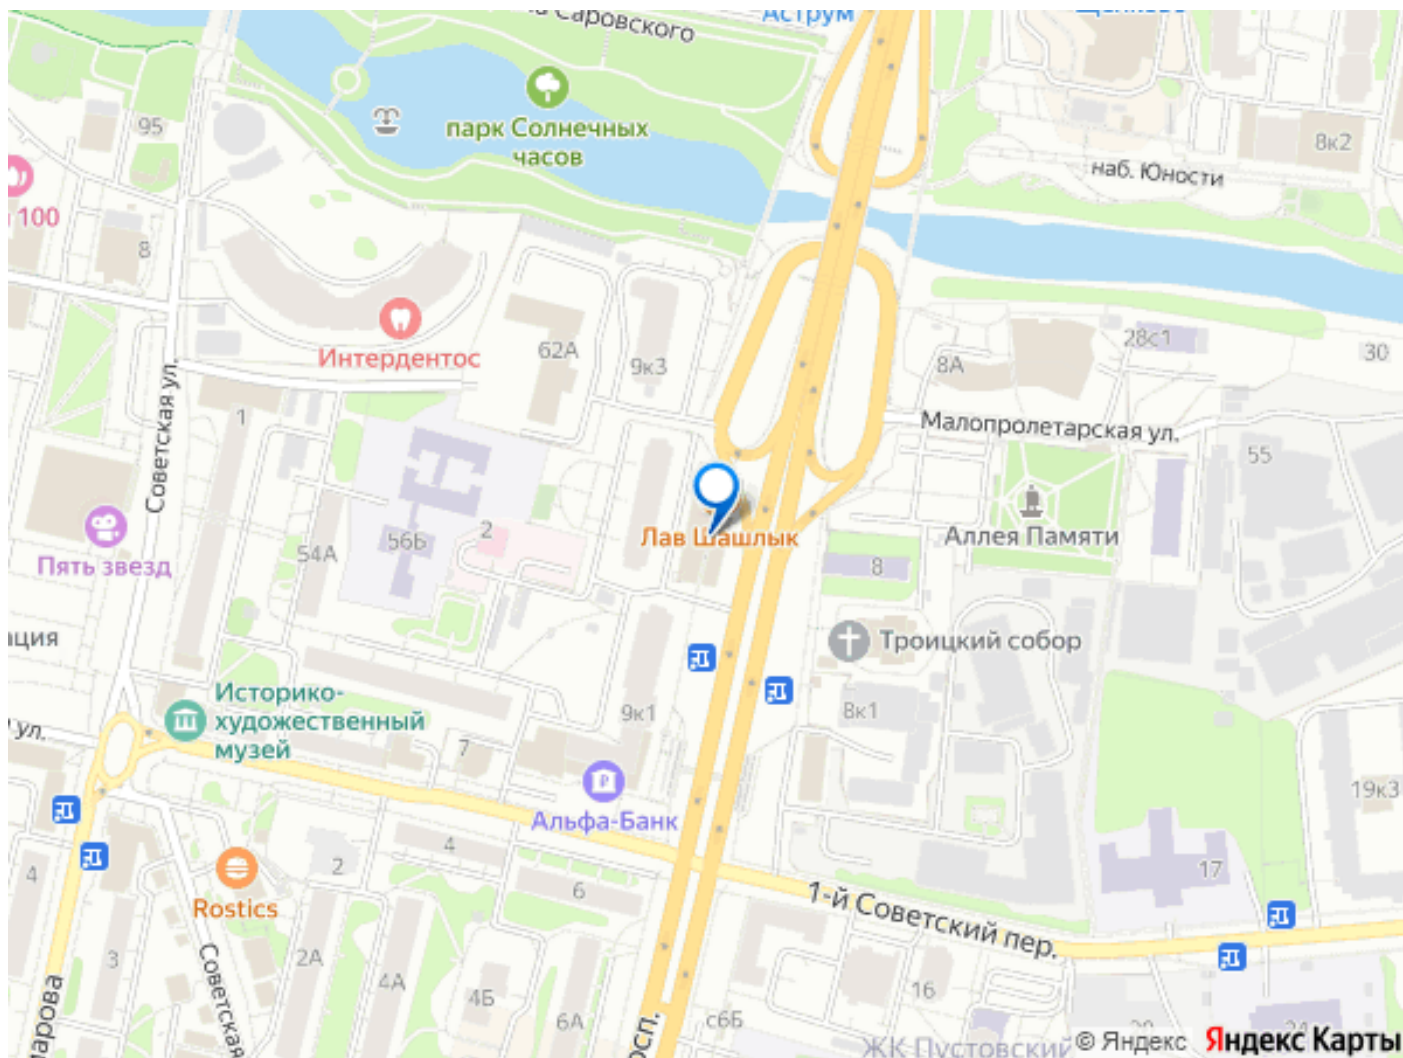 Саровского
Аструм
95
парк Солнечных
часов
8к2
наб. Юности
100
8
Интердентос
62А
9к3
28с1
30
8А
Советская ул.
1
Малопролетарская ул.
55
Пять звезд
54А
56Б
2
Лав Шашлык
Аллея Памяти
8
Троицкий собор
Историко-
художественный
музей
9к1
8к1
ул.
7
19к3
Альфа-Банк
4
4
2
6
17
Rostics
1-й Советский пер.
3
2А
4А
4Б
6А
Советская
16
с6Б
ЖК Пустовский
© Яндекс
Яндекс Карты